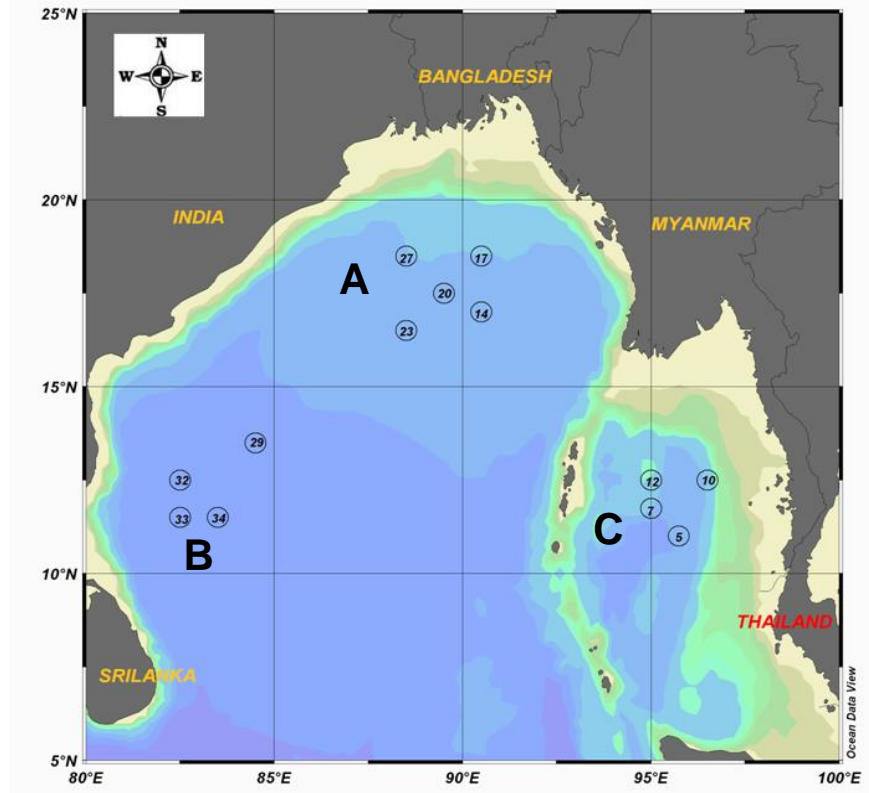 25°N
N
W E
S
BANGLADESH
20°N
INDIA
MYANMAR
27
17
A
20
14
23
15°N
29
32
12
10
7
33
34
C
5
B
10°N
THAILAND
SRILANKA
Ocean Data View
5°N
80°E
85°E
90°E
95°E
100°E